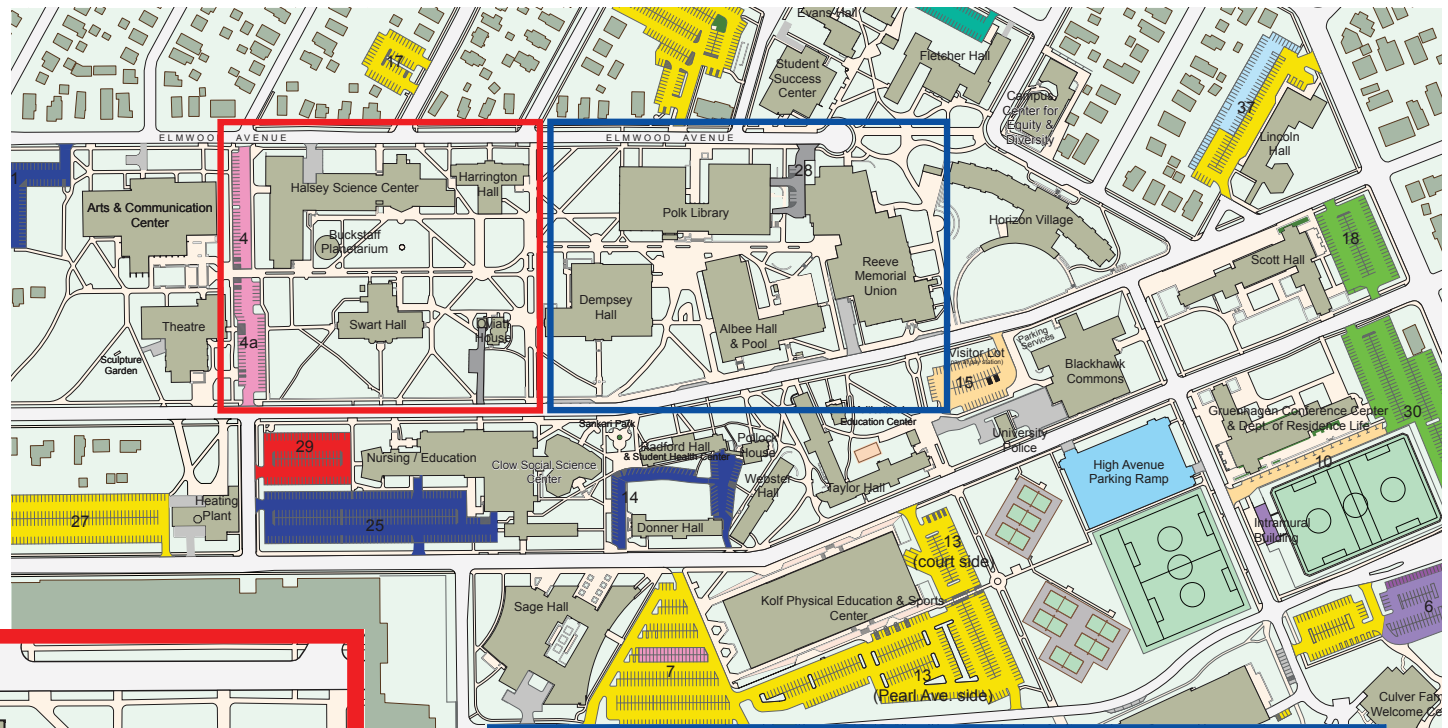 Evans Hall
17
Student
Success
Center
Fletcher Hall
Campus
Center for
Equity &
Diversity
37
Lincoln
Hall
ELMWOOD AVENUE
ELMWOOD AVENUE
1
Arts & Communication
Center
4
Halsey Science Center
Harrington
Hall
Buckstaff
Planetarium
Polk Library
28
Horizon Village
Reeve
Memorial
Union
Scott Hall
18
Theatre
Sculpture
Garden
4a
Swart Hall
Oviatt
House
Dempsey
Hall
Albee Hall
& Pool
Visitor Lot
15
Parking
Services
Blackhawk
Commons
Gruenhagen Conference Center
& Dept. of Residence Life
30
29
Nursing / Education
Clow Social Science
Center
Sankari Park
Radford Hall
& Student Health Center
Pollock
House
Webster
Hall
Education Center
Taylor Hall
University
Police
High Avenue
Parking Ramp
10
27
Heating
Plant
25
14
Donner Hall
Intramural
Building
13
(court side)
Sage Hall
7
Kolf Physical Education & Sports
Center
13
(Pearl Ave. side)
6
Culver Fam
Welcome Ce